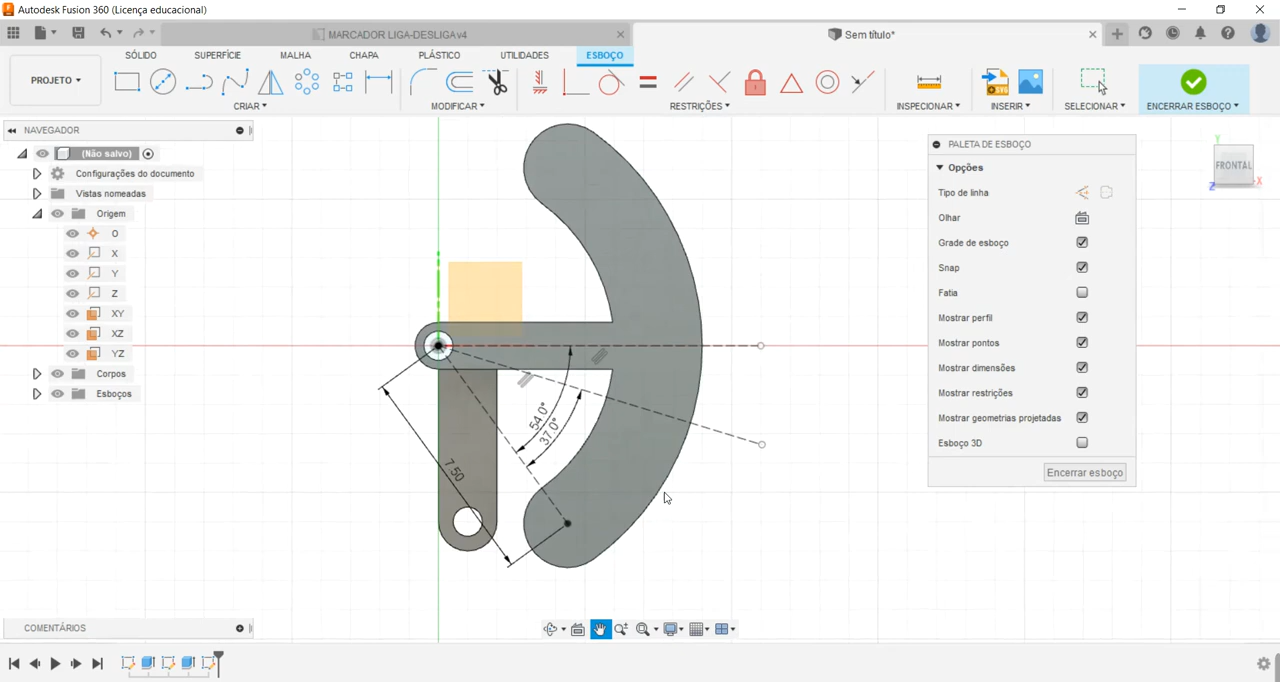 Autodesk Fusion 360 (Licença educacional)
MARCADOR LIGA-DESLIGA v4
Sem título*
PROJETO
SÓLIDO SUPERFÍCIE MALHA CHAPA PLÁSTICO UTILIDADES ESBOÇO
CRIAR MODIFICAR RESTRIÇÕES INSPECIONAR INSERIR SELECIONAR ENCERRAR ESBOÇO
NAVEGADOR
(Não salvo)
Configurações do documento
Vistas nomeadas
Origem
O
X
Y
Z
XY
XZ
YZ
Corpos
Esboços
54.0°
37.0°
7.50
PALETA DE ESBOÇO
Opções
Tipo de linha
Olhar
Grade de esboço
Snap
Fatia
Mostrar perfil
Mostrar pontos
Mostrar dimensões
Mostrar restrições
Mostrar geometrias projetadas
Esboço 3D
Encerrar esboço
Y
FRONTAL
X
Z
COMENTÁRIOS